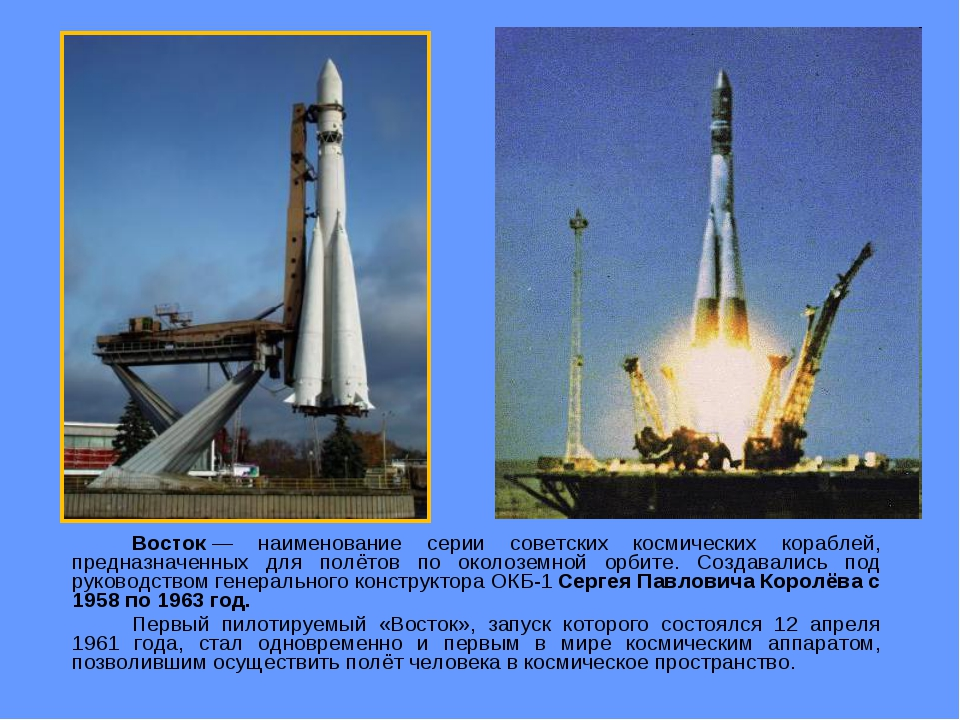 Восток — наименование серии советских космических кораблей,
предназначенных для полётов по околоземной орбите. Создавались под
руководством генерального конструктора ОКБ-1 Сергея Павловича Королёва с
1958 по 1963 год.
Первый пилотируемый «Восток», запуск которого состоялся 12 апреля
1961 года, стал одновременно и первым в мире космическим аппаратом,
позволившим осуществить полёт человека в космическое пространство.